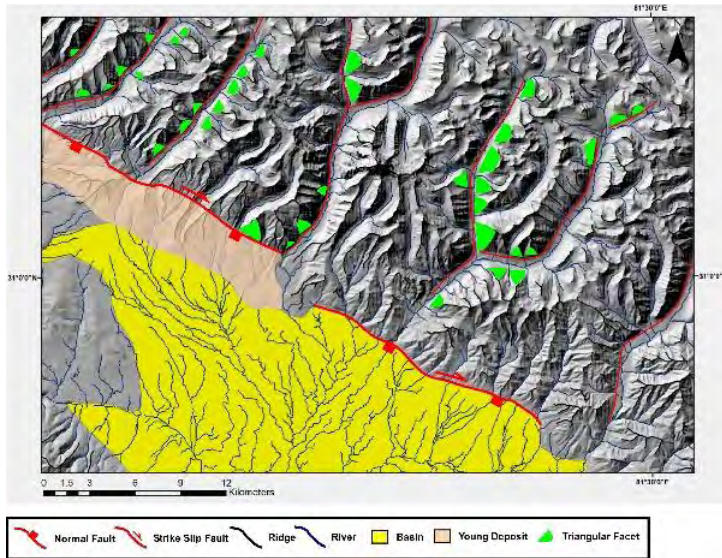 81°30'0"E
31°0'0"N
31°0'0"
0 1.5 3 6 9 12
Kilometers
81°30'0"E
Normal Fault Strike Slip Fault Ridge River Basin Young Deposit Triangular Facet